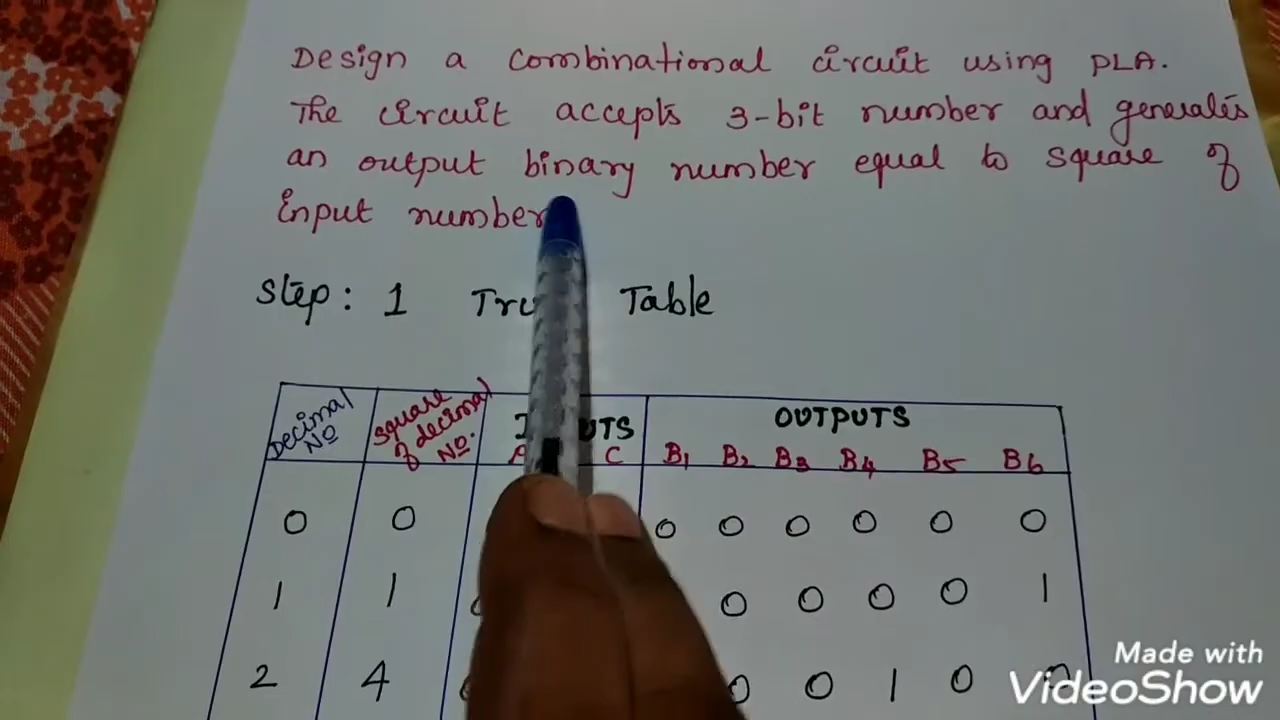 Design a combinational circuit using PLA.
The circuit accepts 3-bit number and generates
an output binary number equal to square of
input number
Step: 1 Table
Decimal No
Square of decimal No.
OUTPUTS
C B1 B2 B3 B4 B5 B6
0 0 0 0 0 0 0 0
1 1 0 0 0 0 1
2 4 0 0 1 0 0
Made with
VideoShow